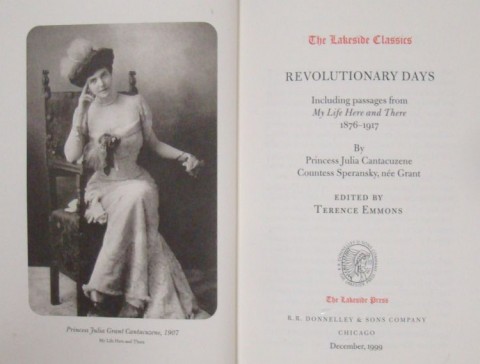 Princess Julia Grant Cantacuzene, 1907
My Life Here and There.
The Lakeside Classics
REVOLUTIONARY DAYS
Including passages from
My Life Here and There
1876–1917
By
Princess Julia Cantacuzene
Countess Speransky, née Grant
EDITED BY
TERENCE EMMONS
The Lakeside Press
R. R. DONNELLEY & SONS COMPANY
CHICAGO
December, 1999